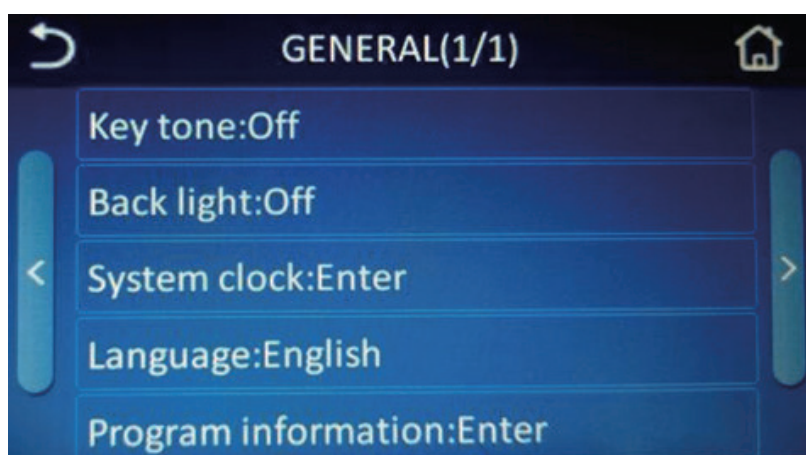 GENERAL(1/1)
Key tone:Off
Back light:Off
System clock:Enter
Language:English
Program information:Enter